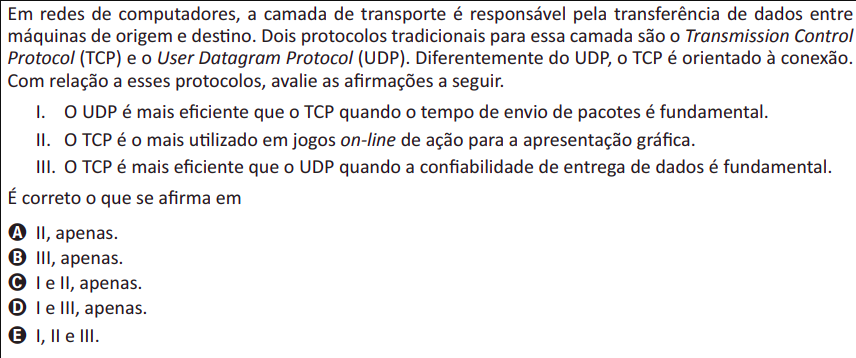 Em redes de computadores, a camada de transporte é responsável pela transferência de dados entre
máquinas de origem e destino. Dois protocolos tradicionais para essa camada são o Transmission Control
Protocol (TCP) e o User Datagram Protocol (UDP). Diferentemente do UDP, o TCP é orientado à conexão.
Com relação a esses protocolos, avalie as afirmações a seguir.
I. O UDP é mais eficiente que o TCP quando o tempo de envio de pacotes é fundamental.
II. O TCP é o mais utilizado em jogos on-line de ação para a apresentação gráfica.
III. O TCP é mais eficiente que o UDP quando a confiabilidade de entrega de dados é fundamental.
É correto o que se afirma em
A II, apenas.
B III, apenas.
C I e II, apenas.
D I e III, apenas.
E I, II e III.